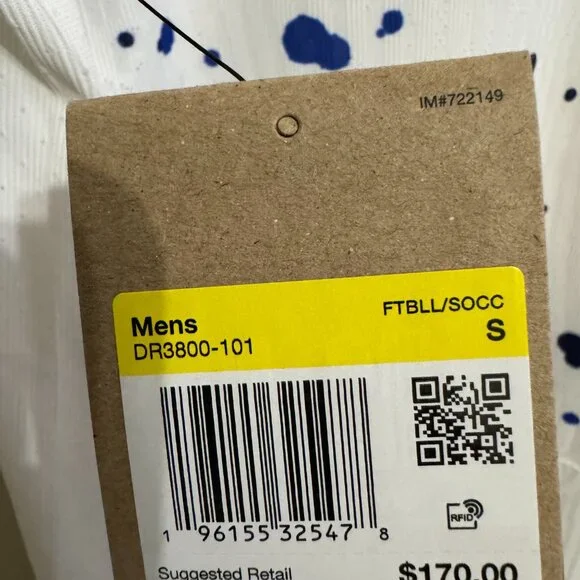 IM#722149
Mens
FTBLL/SOCC
DR3800-101
S
RFID
1 96155 32547 8
Suggested Retail
$170.00